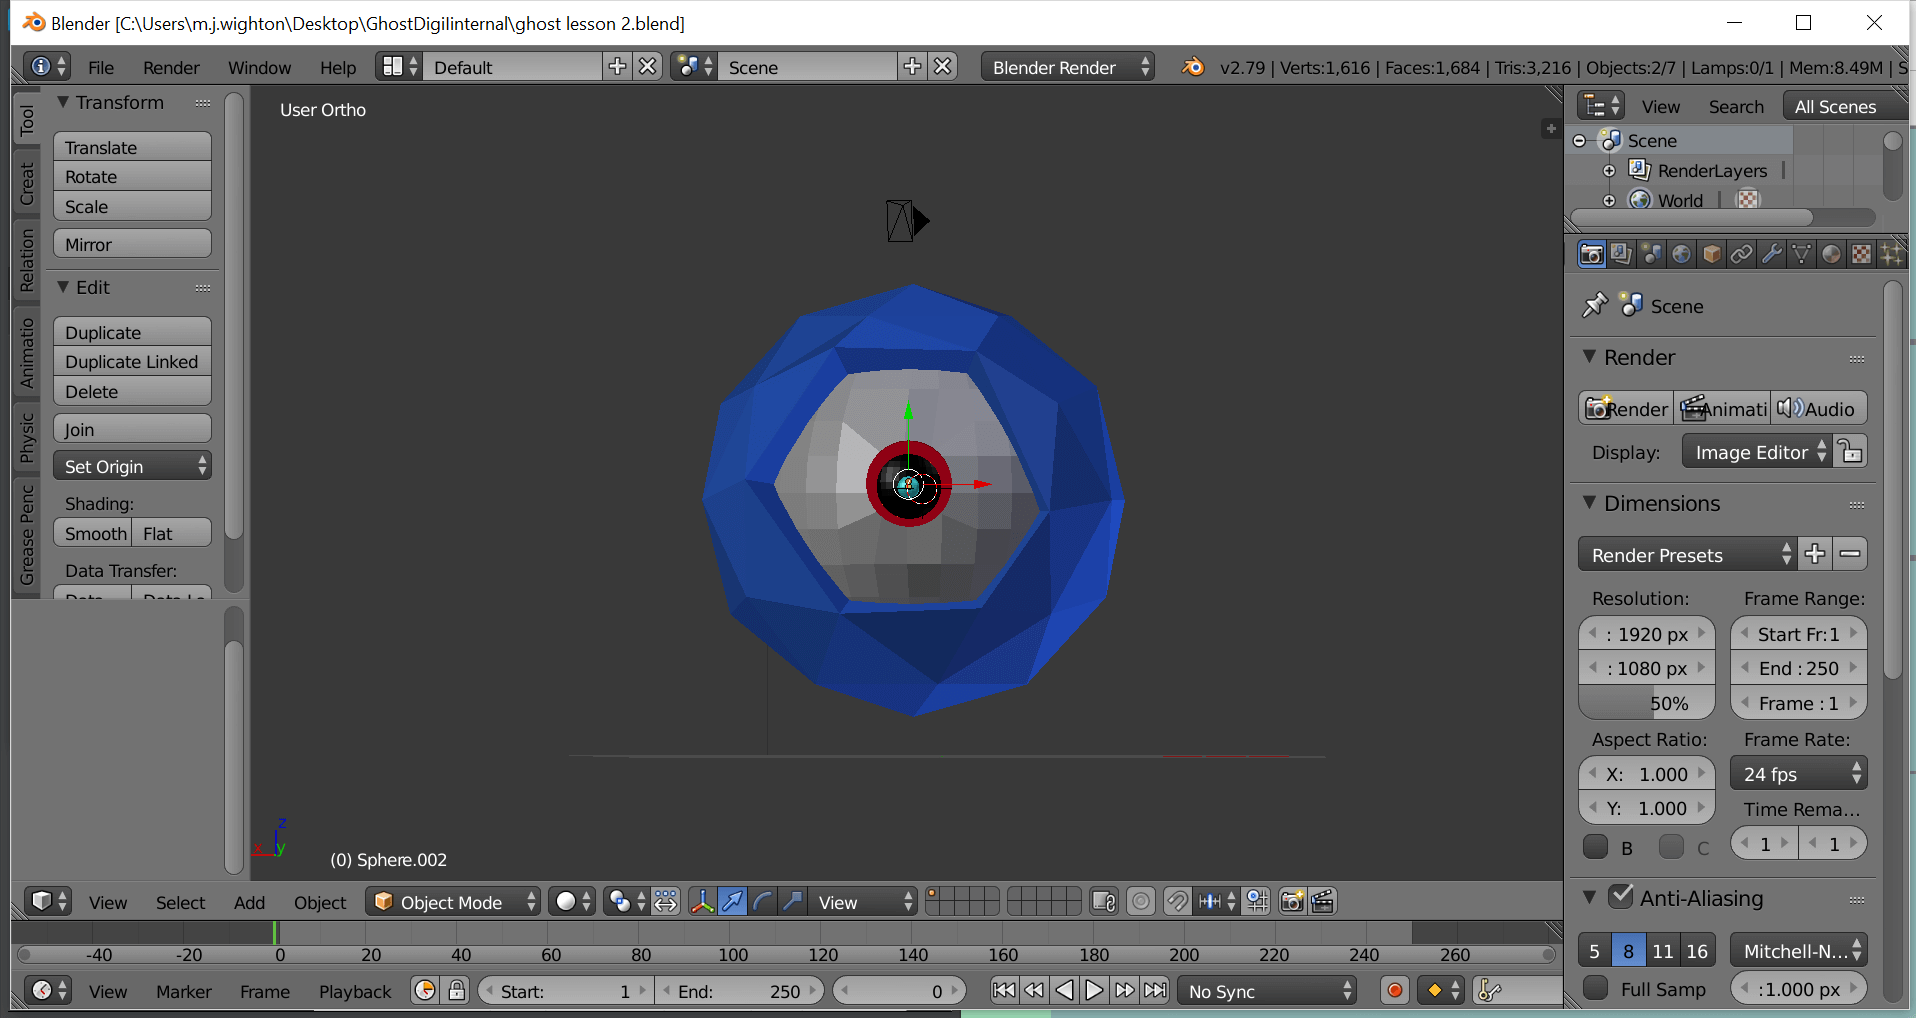 Blender [C:\Users\m.j.wighton\Desktop\GhostDigiIinternal\ghost lesson 2.blend]
File Render Window Help Default Scene Blender Render v2.79 | Verts:1,616 | Faces:1,684 | Tris:3,216 | Objects:2/7 | Lamps:0/1 | Mem:8.49M | S
Tool
Creat
Relation
Animatio
Physic
Grease Penc
Transform
Translate
Rotate
Scale
Mirror
Edit
Duplicate
Duplicate Linked
Delete
Join
Set Origin
Shading:
Smooth Flat
Data Transfer:
User Ortho
z
x y
(0) Sphere.002
View Search All Scenes
Scene
RenderLayers
World
Scene
Render
Render Animati Audio
Display: Image Editor
Dimensions
Render Presets
Resolution: Frame Range:
: 1920 px Start Fr:1
: 1080 px End : 250
50% Frame : 1
Aspect Ratio: Frame Rate:
X: 1.000 24 fps
Y: 1.000 Time Rema...
B C 1 1
Anti-Aliasing
5 8 11 16 Mitchell-N...
Full Samp : 1.000 px
View Select Add Object Object Mode View
-40 -20 0 20 40 60 80 100 120 140 160 180 200 220 240 260
View Marker Frame Playback Start: 1 End: 250 0 No Sync